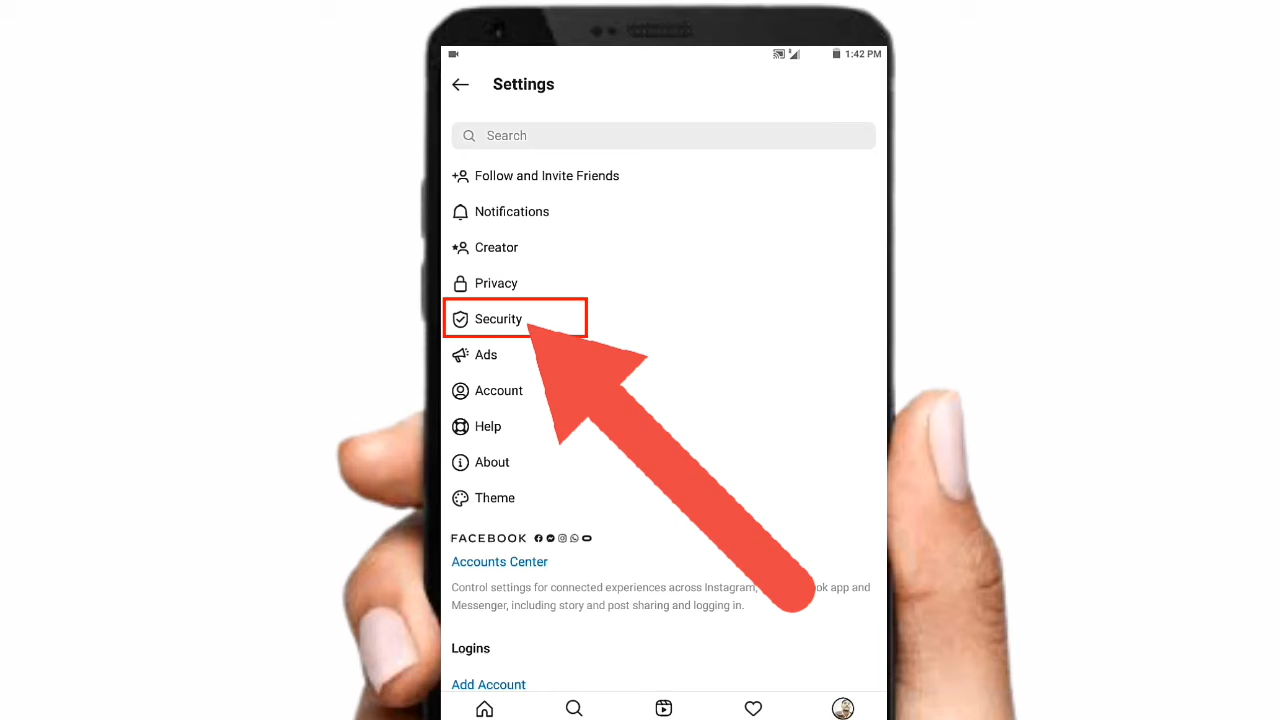 1:42 PM
Settings
Search
Follow and Invite Friends
Notifications
Creator
Privacy
Security
Ads
Account
Help
About
Theme
FACEBOOK
Accounts Center
Control settings for connected experiences across Instagram, app and
Messenger, including story and post sharing and logging in.
Logins
Add Account